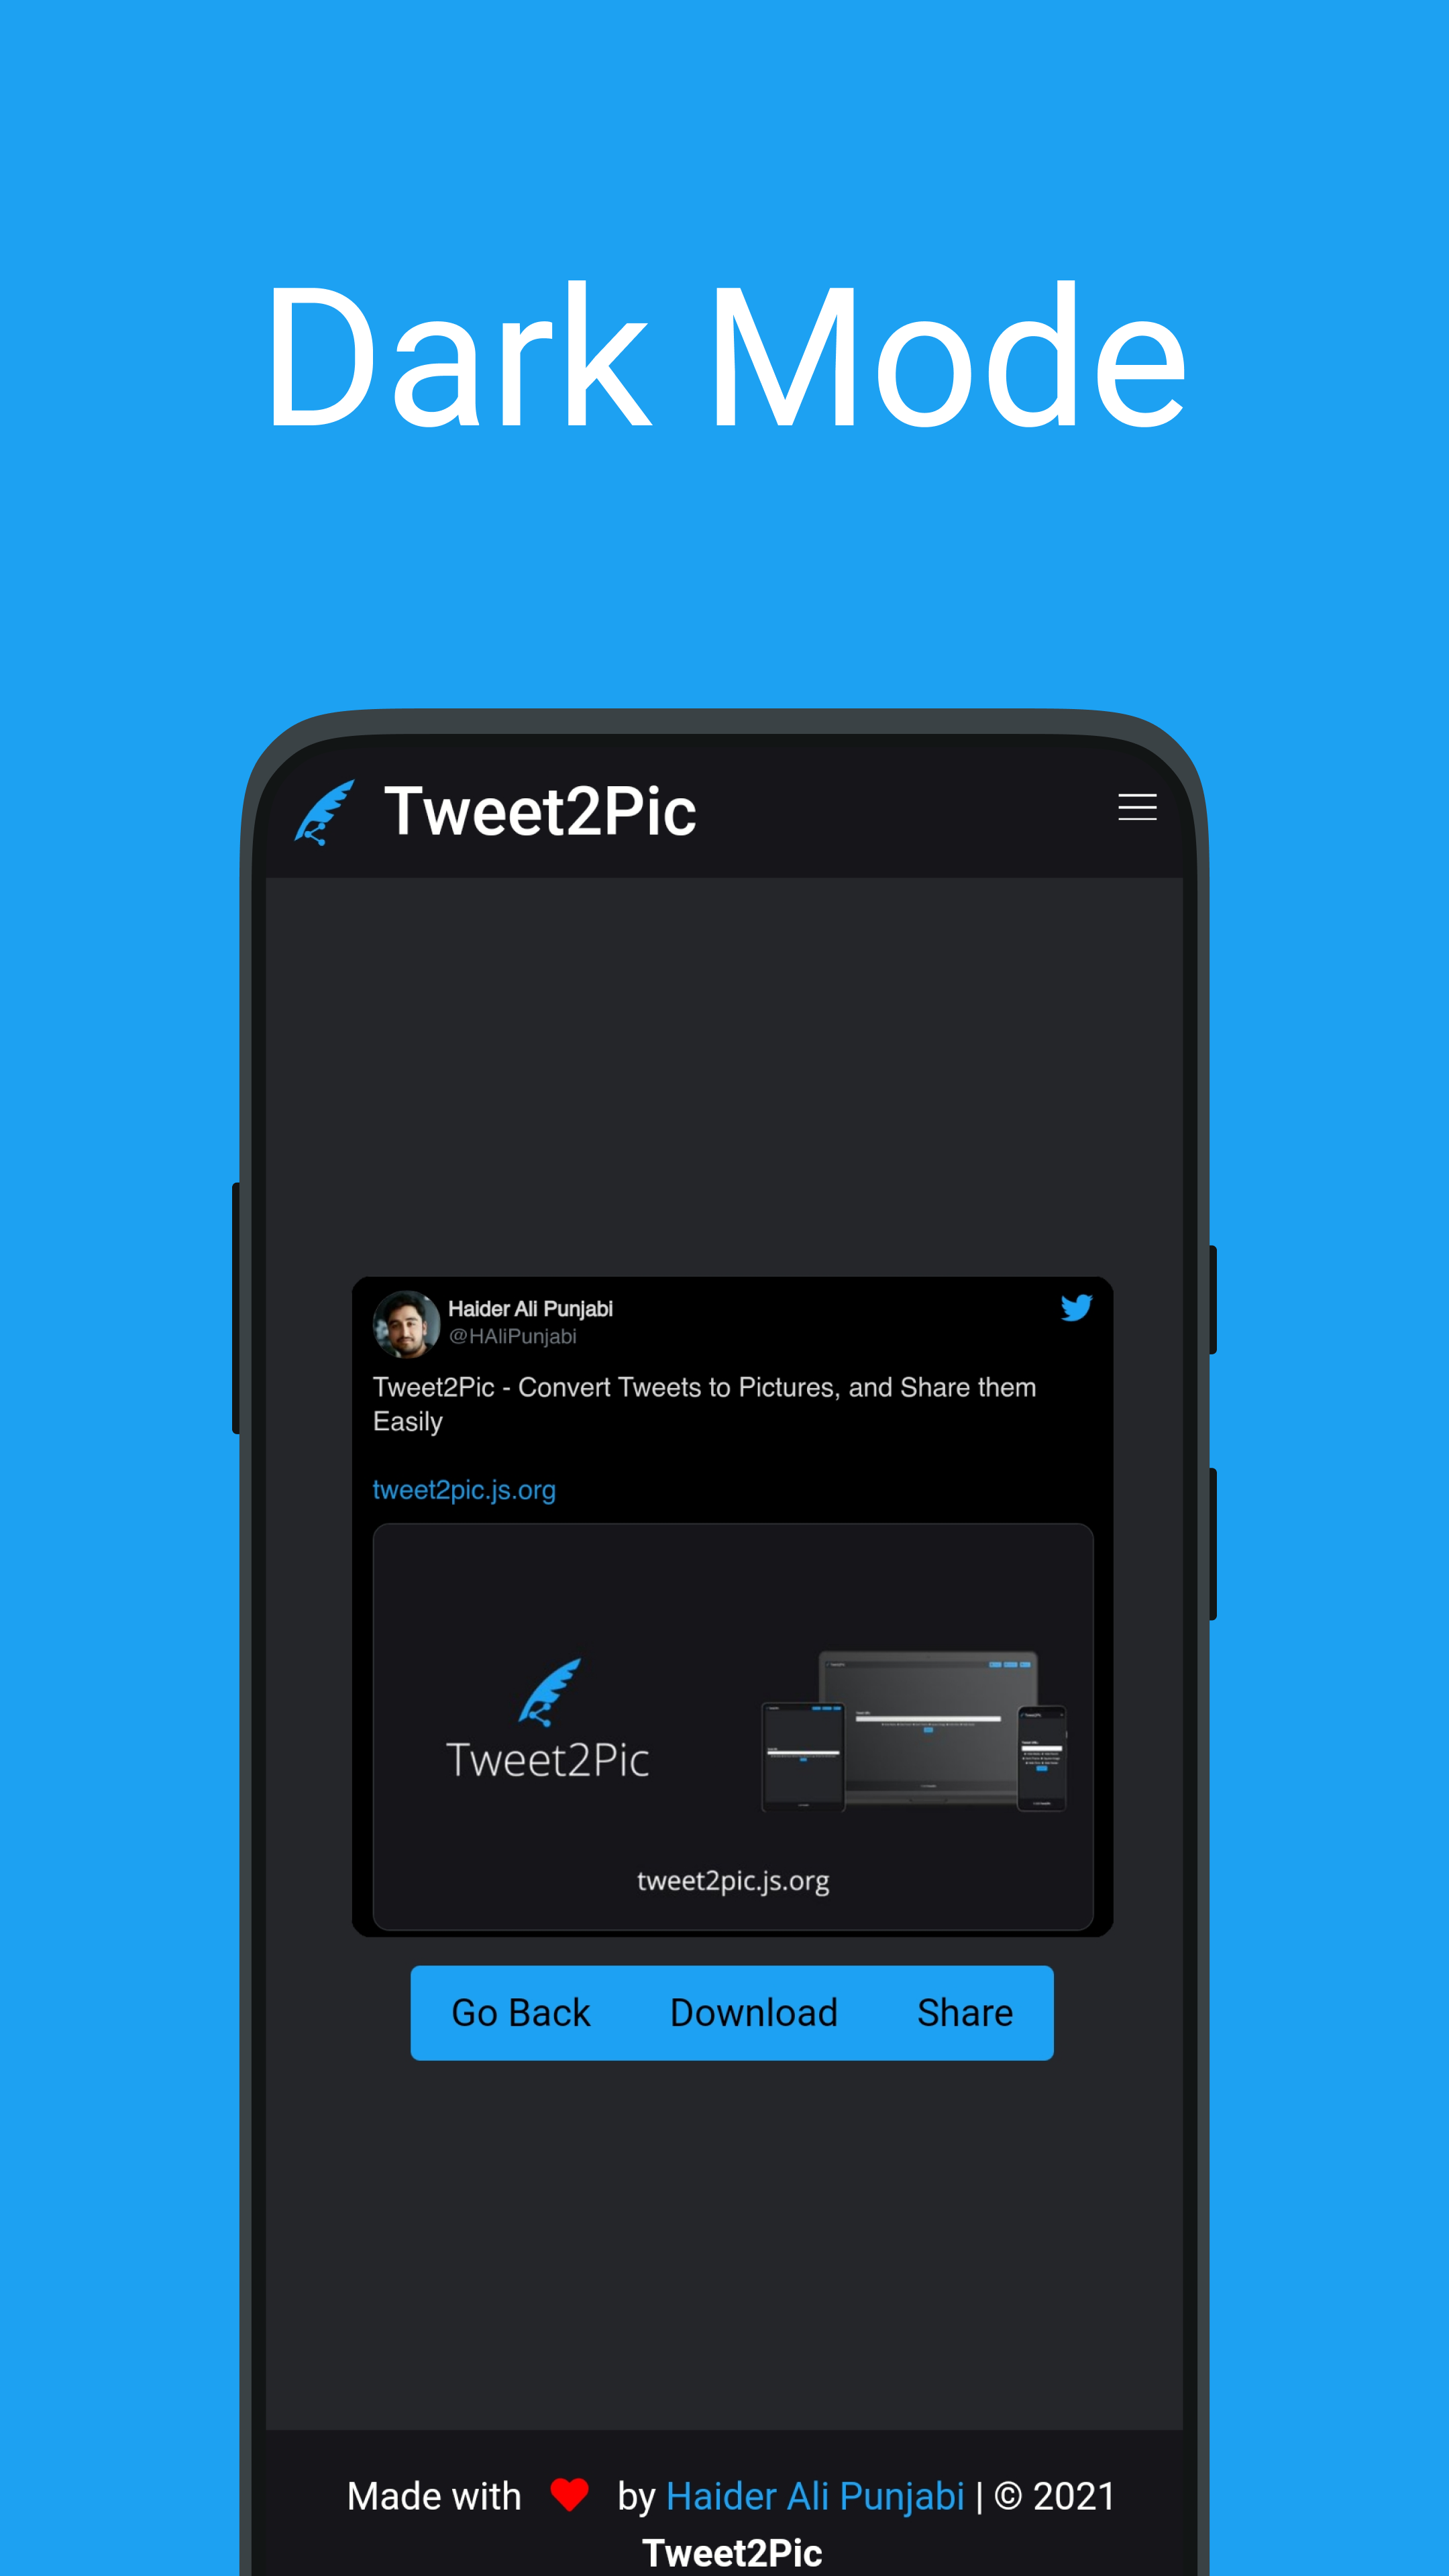 Dark Mode
Tweet2Pic
Haider Ali Punjabi
@HAliPunjabi
Tweet2Pic - Convert Tweets to Pictures, and Share them
Easily
tweet2pic.js.org
Tweet2Pic
tweet2pic.js.org
Go Back Download Share
Made with by Haider Ali Punjabi | © 2021
Tweet2Pic